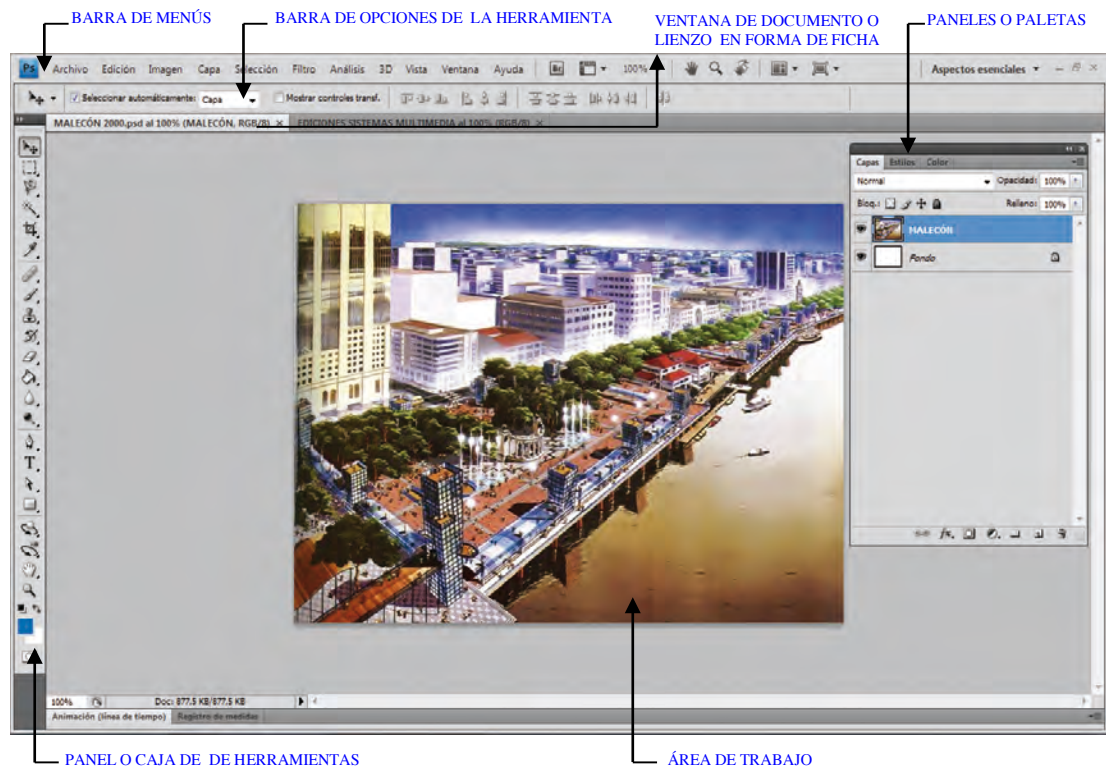 BARRA DE MENÚS
BARRA DE OPCIONES DE LA HERRAMIENTA
VENTANA DE DOCUMENTO O
LIENZO EN FORMA DE FICHA
PANELES O PALETAS
Ps Archivo Edición Imagen Capa Selección Filtro Análisis 3D Vista Ventana Ayuda Br 100% Aspectos esenciales
Seleccionar automáticamente: Capa Mostrar controles transf.
MALECÓN 2000.psd al 100% (MALECÓN, RGB/8) × EDICIONES SISTEMAS MULTIMEDIA al 100% (RGB/8) ×
Capas Estilos Color
Normal Opacidad: 100%
Bloq.: Relleno: 100%
MALECÓN
Fondo
fx.
T
100% Doc: 877.5 KB/877.5 KB
Animación (línea de tiempo) Registro de medidas
PANEL O CAJA DE DE HERRAMIENTAS
ÁREA DE TRABAJO